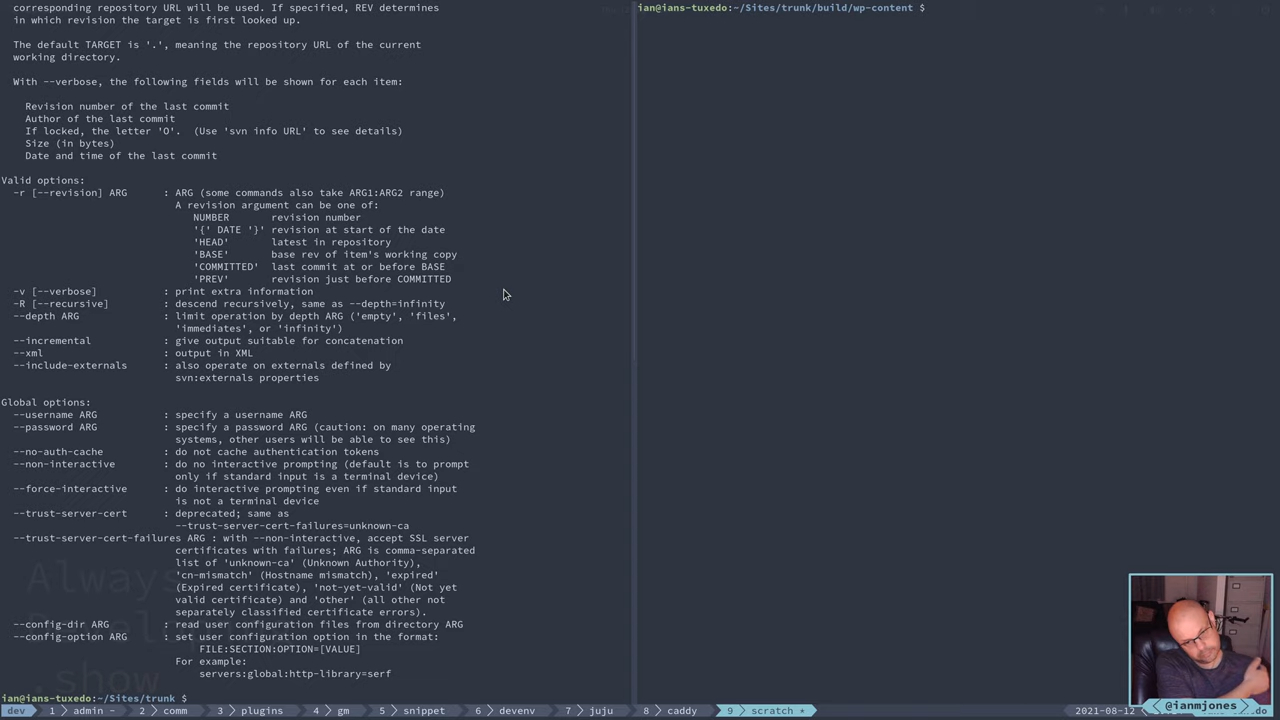 corresponding repository URL will be used. If specified, REV determines
in which revision the target is first looked up.
The default TARGET is '.', meaning the repository URL of the current
working directory.
With --verbose, the following fields will be shown for each item:
Revision number of the last commit
Author of the last commit
If locked, the letter 'O'.  (Use 'svn info URL' to see details)
Size (in bytes)
Date and time of the last commit
Valid options:
-r [--revision] ARG : ARG (some commands also take ARG1:ARG2 range)
A revision argument can be one of:
NUMBER revision number
'{' DATE '}' revision at start of the date
'HEAD' latest in repository
'BASE' base rev of item's working copy
'COMMITTED' last commit at or before BASE
'PREV' revision just before COMMITTED
-v [--verbose] : print extra information
-R [--recursive] : descend recursively, same as --depth=infinity
--depth ARG : limit operation by depth ARG ('empty', 'files',
'immediates', or 'infinity')
--incremental : give output suitable for concatenation
--xml : output in XML
--include-externals : also operate on externals defined by
svn:externals properties
Global options:
--username ARG : specify a username ARG
--password ARG : specify a password ARG (caution: on many operating
systems, other users will be able to see this)
--no-auth-cache : do not cache authentication tokens
--non-interactive : do no interactive prompting (default is to prompt
only if standard input is a terminal device)
--force-interactive : do interactive prompting even if standard input
is not a terminal device
--trust-server-cert : deprecated; same as
--trust-server-cert-failures=unknown-ca
--trust-server-cert-failures ARG : with --non-interactive, accept SSL server
certificates with failures; ARG is comma-separated
list of 'unknown-ca' (Unknown Authority),
'cn-mismatch' (Hostname mismatch), 'expired'
(Expired certificate), 'not-yet-valid' (Not yet
valid certificate) and 'other' (all other not
separately classified certificate errors).
--config-dir ARG : read user configuration files from directory ARG
--config-option ARG : set user configuration option in the format:
FILE:SECTION:OPTION=[VALUE]
For example:
servers:global:http-library=serf
ian@ians-tuxedo:~/Sites/trunk $
ian@ians-tuxedo:~/Sites/trunk/build/wp-content $
Always
.show
dev 1 admin - 2 comm 3 plugins 4 gm 5 snippet 6 devenv 7 juju 8 caddy 9 scratch * 2021-08-12
@ianmjones